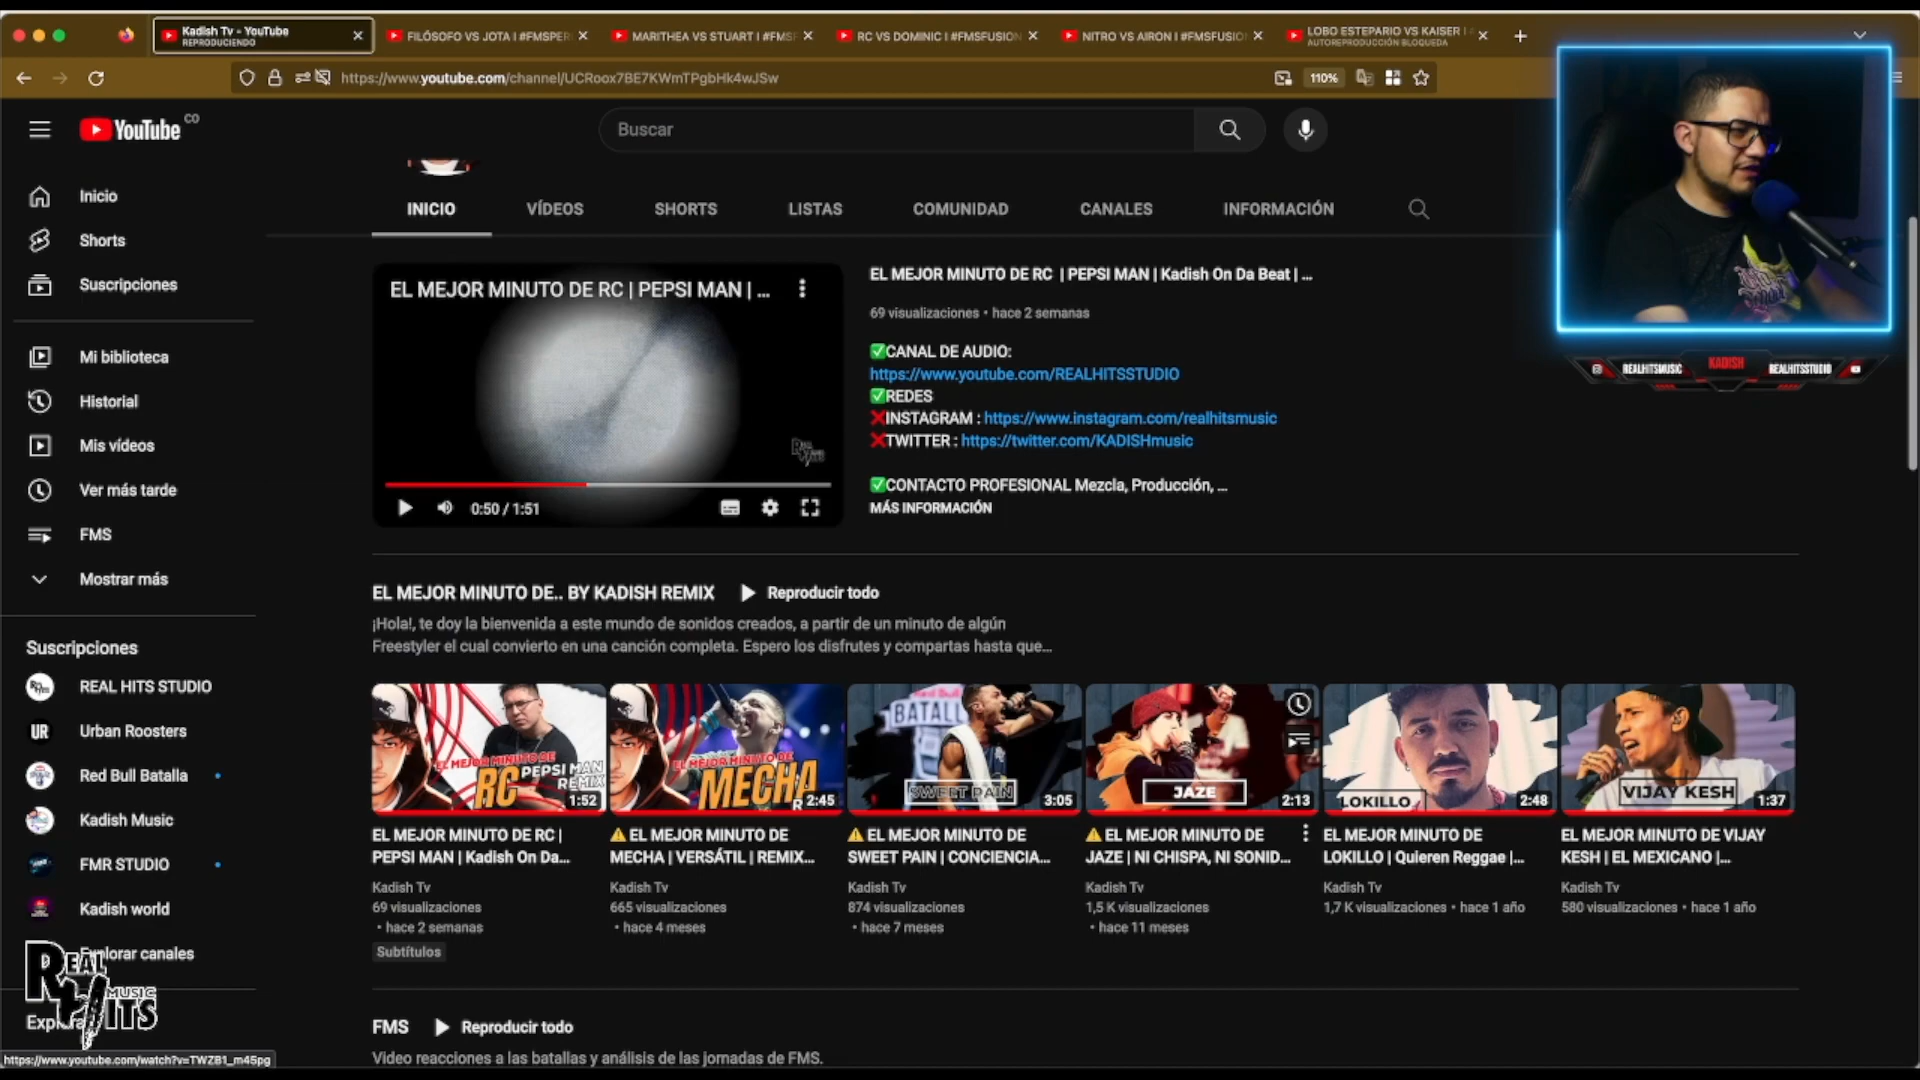 Kadish Tv - YouTube
REPRODUCIENDO
FILÓSOFO VS JOTA I #FMSPER
MARITHEA VS STUART I #FMSF
RC VS DOMINIC I #FMSFUSION
NITRO VS AIRON I #FMSFUSIO
LOBO ESTEPARIO VS KAISER I
AUTOREPRODUCCIÓN BLOQUEDA
https://www.youtube.com/channel/UCRoox7BE7KWmTPgbHk4wJSw
110%
YouTube CO
Buscar
Inicio
Shorts
Suscripciones
Mi biblioteca
Historial
Mis vídeos
Ver más tarde
FMS
Mostrar más
Suscripciones
REAL HITS STUDIO
UR
Urban Roosters
Red Bull Batalla
Kadish Music
FMR STUDIO
Kadish world
Explorar canales
REAL HITS
MUSIC
https://www.youtube.com/watch?v=TWZB1_m45pg
INICIO
VÍDEOS
SHORTS
LISTAS
COMUNIDAD
CANALES
INFORMACIÓN
REALHITSMUSIC
KADISH
REALHITSSTUDIO
EL MEJOR MINUTO DE RC | PEPSI MAN | ...
0:50 / 1:51
EL MEJOR MINUTO DE RC | PEPSI MAN | Kadish On Da Beat | ...
69 visualizaciones • hace 2 semanas
✅CANAL DE AUDIO:
https://www.youtube.com/REALHITSSTUDIO
✅REDES
❌INSTAGRAM : https://www.instagram.com/realhitsmusic
❌TWITTER : https://twitter.com/KADISHmusic
✅CONTACTO PROFESIONAL Mezcla, Producción, ...
MÁS INFORMACIÓN
EL MEJOR MINUTO DE.. BY KADISH REMIX
Reproducir todo
¡Hola!, te doy la bienvenida a este mundo de sonidos creados, a partir de un minuto de algún
Freestyler el cual convierto en una canción completa. Espero los disfrutes y compartas hasta que...
EL MEJOR MINUTO DE
RC PEPSI MAN
REMIX
1:52
EL MEJOR MINUTO DE
MECHA
2:45
BATALL
SWEET PAIN
3:05
JAZE
2:13
LOKILLO
2:48
VIJAY KESH
1:37
EL MEJOR MINUTO DE RC |
PEPSI MAN | Kadish On Da...
Kadish Tv
69 visualizaciones
• hace 2 semanas
Subtítulos
⚠️EL MEJOR MINUTO DE
MECHA | VERSÁTIL | REMIX...
Kadish Tv
665 visualizaciones
• hace 4 meses
⚠️EL MEJOR MINUTO DE
SWEET PAIN | CONCIENCIA...
Kadish Tv
874 visualizaciones
• hace 7 meses
⚠️EL MEJOR MINUTO DE
JAZE | NI CHISPA, NI SONID...
Kadish Tv
1,5 K visualizaciones
• hace 11 meses
EL MEJOR MINUTO DE
LOKILLO | Quieren Reggae |...
Kadish Tv
1,7 K visualizaciones • hace 1 año
EL MEJOR MINUTO DE VIJAY
KESH | EL MEXICANO |...
Kadish Tv
580 visualizaciones • hace 1 año
FMS
Reproducir todo
Video reacciones a las batallas y análisis de las jornadas de FMS.